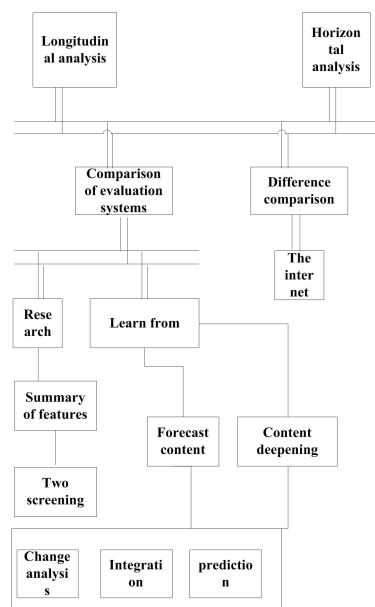 Longitudin
al analysis
Horizon
tal
analysis
Comparison
of evaluation
systems
Difference
comparison
The
inter
net
Rese
arch
Learn from
Summary
of features
Forecast
content
Content
deepening
Two
screening
Change
analysi
s
Integrati
on
predictio
n